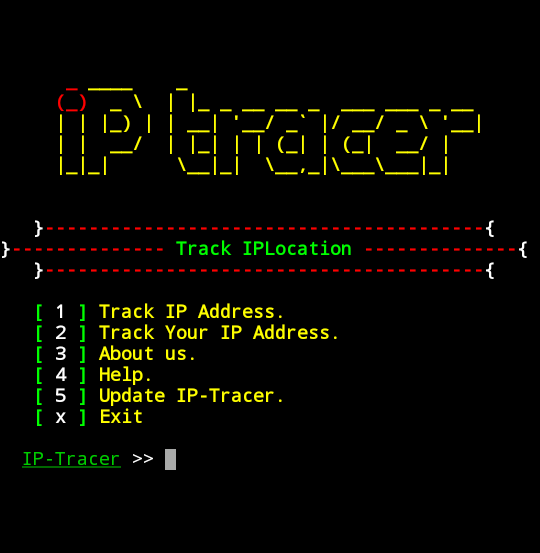 ip tracer
}----------------------------------------{
}-------------- Track IPLocation --------------{
}----------------------------------------{
[ 1 ] Track IP Address.
[ 2 ] Track Your IP Address.
[ 3 ] About us.
[ 4 ] Help.
[ 5 ] Update IP-Tracer.
[ x ] Exit
IP-Tracer >>